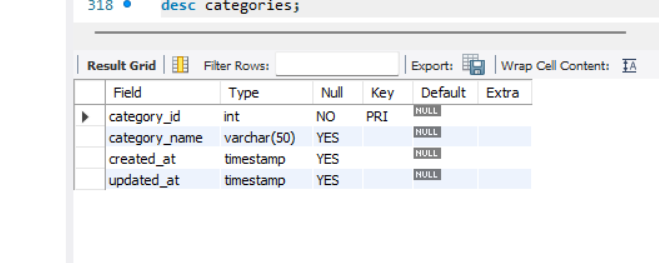 318 desc categories;
Result Grid Filter Rows: Export: Wrap Cell Content: IA
Field Type Null Key Default Extra
category_id int NO PRI NULL
category_name varchar(50) YES NULL
created_at timestamp YES NULL
updated_at timestamp YES NULL